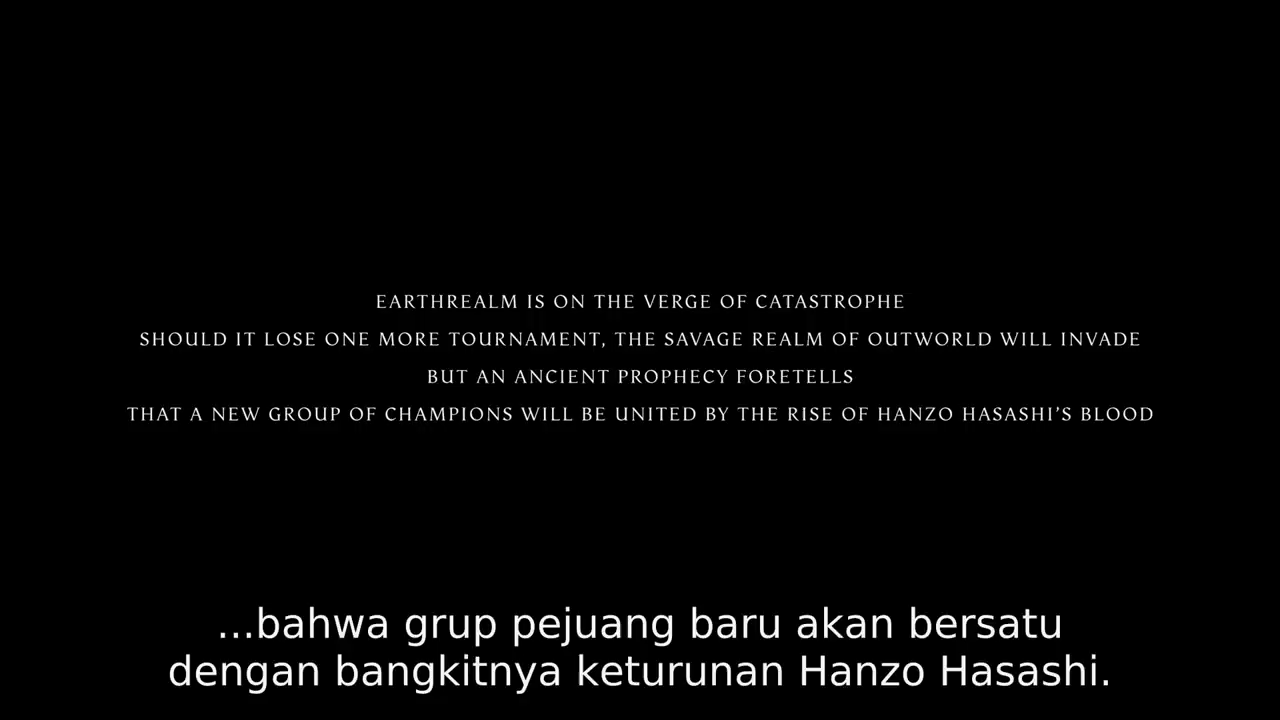 EARTHREALM IS ON THE VERGE OF CATASTROPHE
SHOULD IT LOSE ONE MORE TOURNAMENT, THE SAVAGE REALM OF OUTWORLD WILL INVADE
BUT AN ANCIENT PROPHECY FORETELLS
THAT A NEW GROUP OF CHAMPIONS WILL BE UNITED BY THE RISE OF HANZO HASASHI’S BLOOD
...bahwa grup pejuang baru akan bersatu
dengan bangkitnya keturunan Hanzo Hasashi.